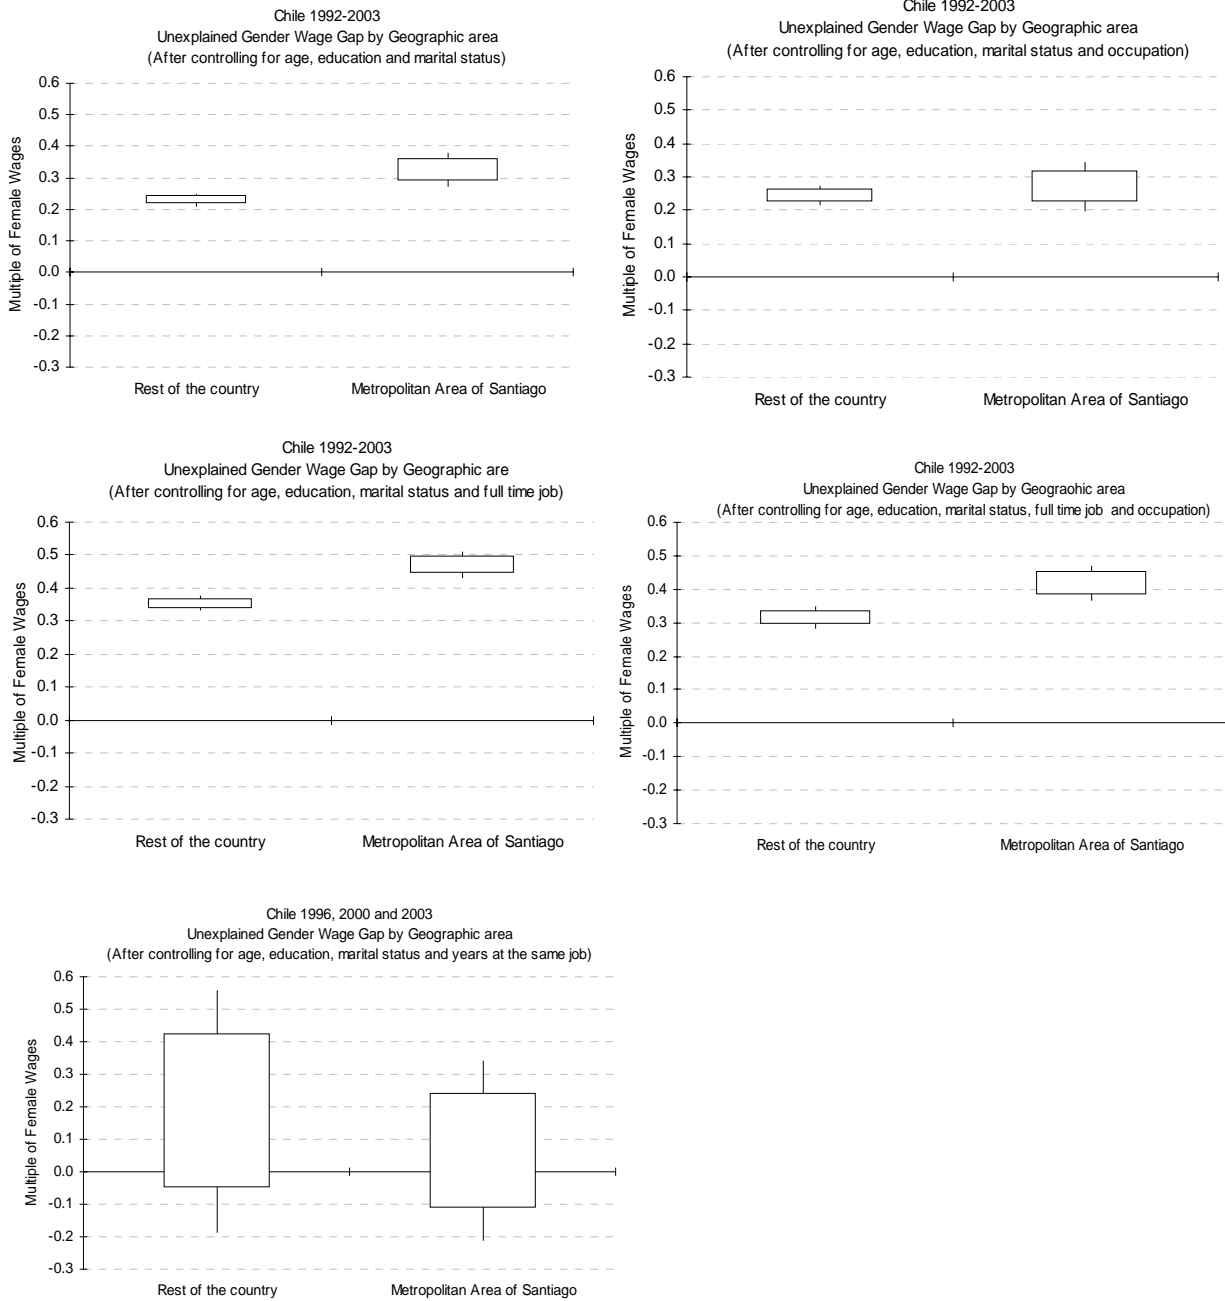 Chile 1992-2003
Unexplained Gender Wage Gap by Geographic area
(After controlling for age, education and marital status)
0.6
0.5
0.4
0.3
0.2
0.1
0.0
-0.1
-0.2
-0.3
Multiple of Female Wages
Rest of the country
Metropolitan Area of Santiago
Chile 1992-2003
Unexplained Gender Wage Gap by Geographic area
(After controlling for age, education, marital status and occupation)
0.6
0.5
0.4
0.3
0.2
0.1
0.0
-0.1
-0.2
-0.3
Multiple of Female Wages
Rest of the country
Metropolitan Area of Santiago
Chile 1992-2003
Unexplained Gender Wage Gap by Geographic are
(After controlling for age, education, marital status and full time job)
0.6
0.5
0.4
0.3
0.2
0.1
0.0
-0.1
-0.2
-0.3
Multiple of Female Wages
Rest of the country
Metropolitan Area of Santiago
Chile 1992-2003
Unexplained Gender Wage Gap by Geograohic area
(After controlling for age, education, marital status, full time job and occupation)
0.6
0.5
0.4
0.3
0.2
0.1
0.0
-0.1
-0.2
-0.3
Multiple of Female Wages
Rest of the country
Metropolitan Area of Santiago
Chile 1996, 2000 and 2003
Unexplained Gender Wage Gap by Geographic area
(After controlling for age, education, marital status and years at the same job)
0.6
0.5
0.4
0.3
0.2
0.1
0.0
-0.1
-0.2
-0.3
Multiple of Female Wages
Rest of the country
Metropolitan Area of Santiago